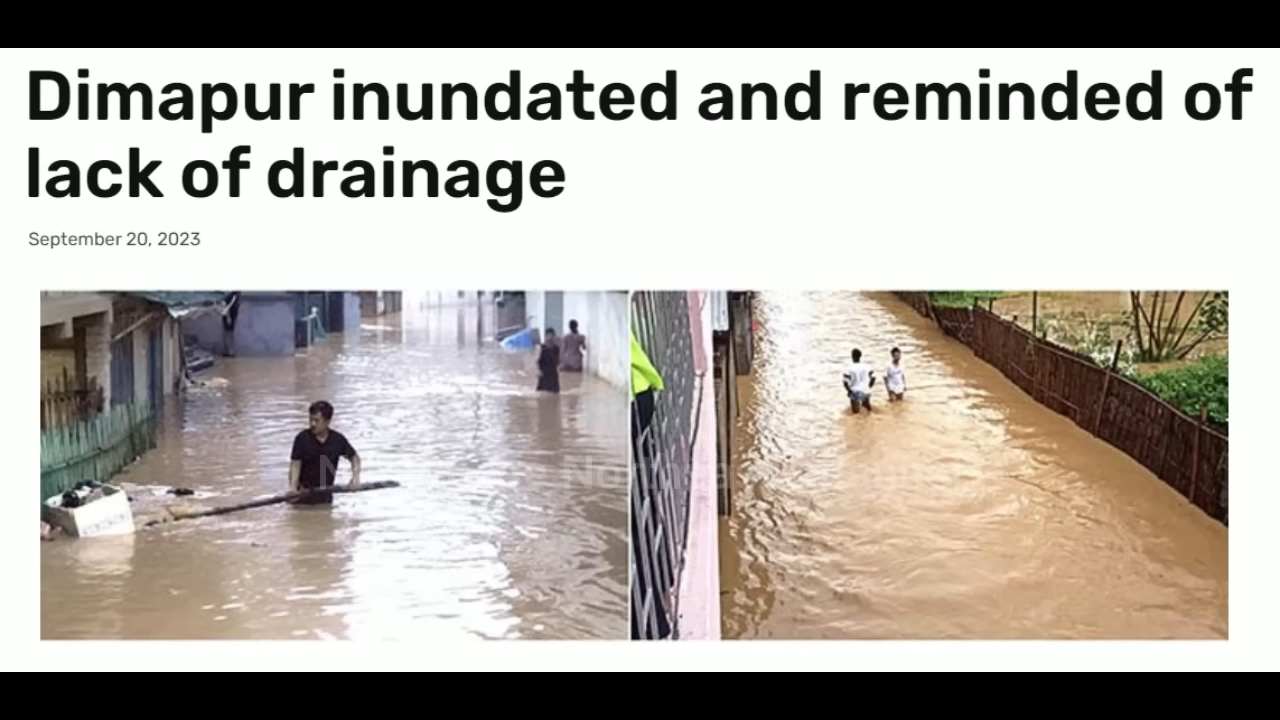 Dimapur inundated and reminded of
lack of drainage
September 20, 2023